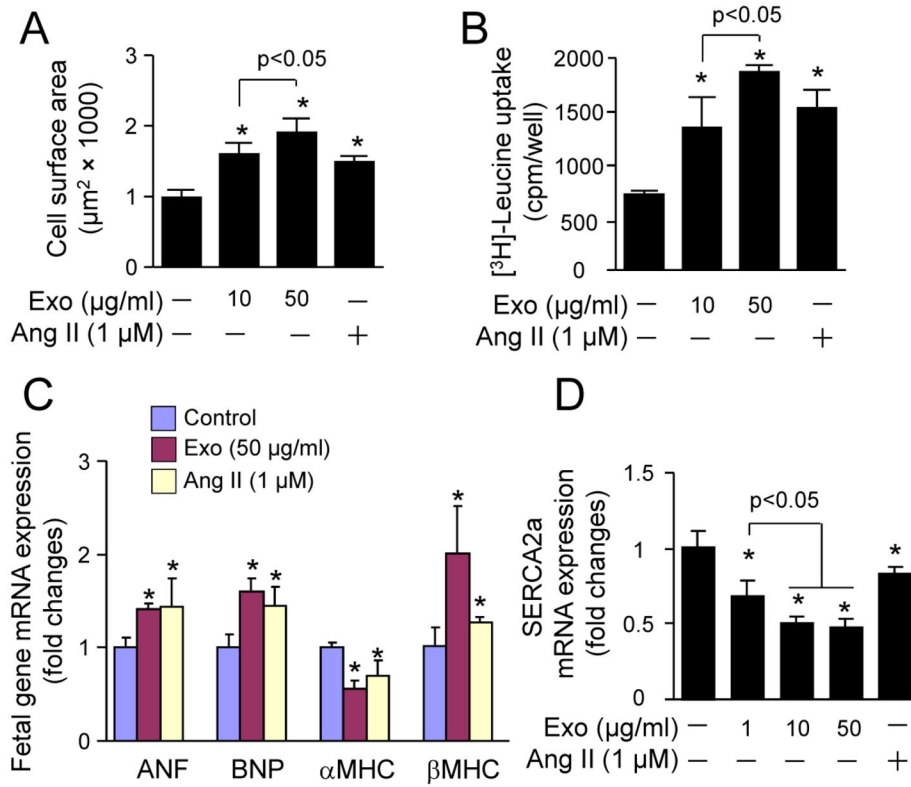 A
Cell surface area
(µm² × 1000)
3
2
1
0
p<0.05
* * *
Exo (µg/ml) — 10 50 —
Ang II (1 µM) — — — +
B
[³H]-Leucine uptake
(cpm/well)
2000
1500
1000
500
0
p<0.05
* * *
Exo (µg/ml) — 10 50 —
Ang II (1 µM) — — — +
C
Control
Exo (50 µg/ml)
Ang II (1 µM)
Fetal gene mRNA expression
(fold changes)
3
2
1
0
* * * * * * * *
ANF BNP αMHC βMHC
D
SERCA2a
mRNA expression
(fold changes)
1.5
1
0.5
0
p<0.05
* * * *
Exo (µg/ml) — 1 10 50 —
Ang II (1 µM) — — — — +